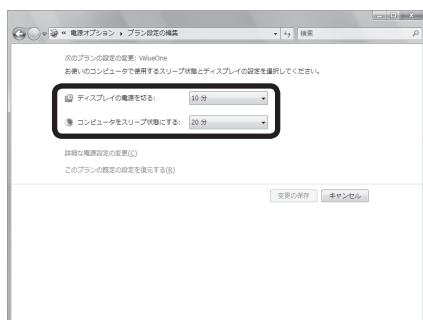 « 電源オプション ▸ プラン設定の編集
検索
次のプランの設定の変更: ValueOne
お使いのコンピュータで使用するスリープ状態とディスプレイの設定を選択してください。
ディスプレイの電源を切る: 10 分
コンピュータをスリープ状態にする: 20 分
詳細な電源設定の変更(C)
このプランの既定の設定を復元する(R)
変更の保存 キャンセル